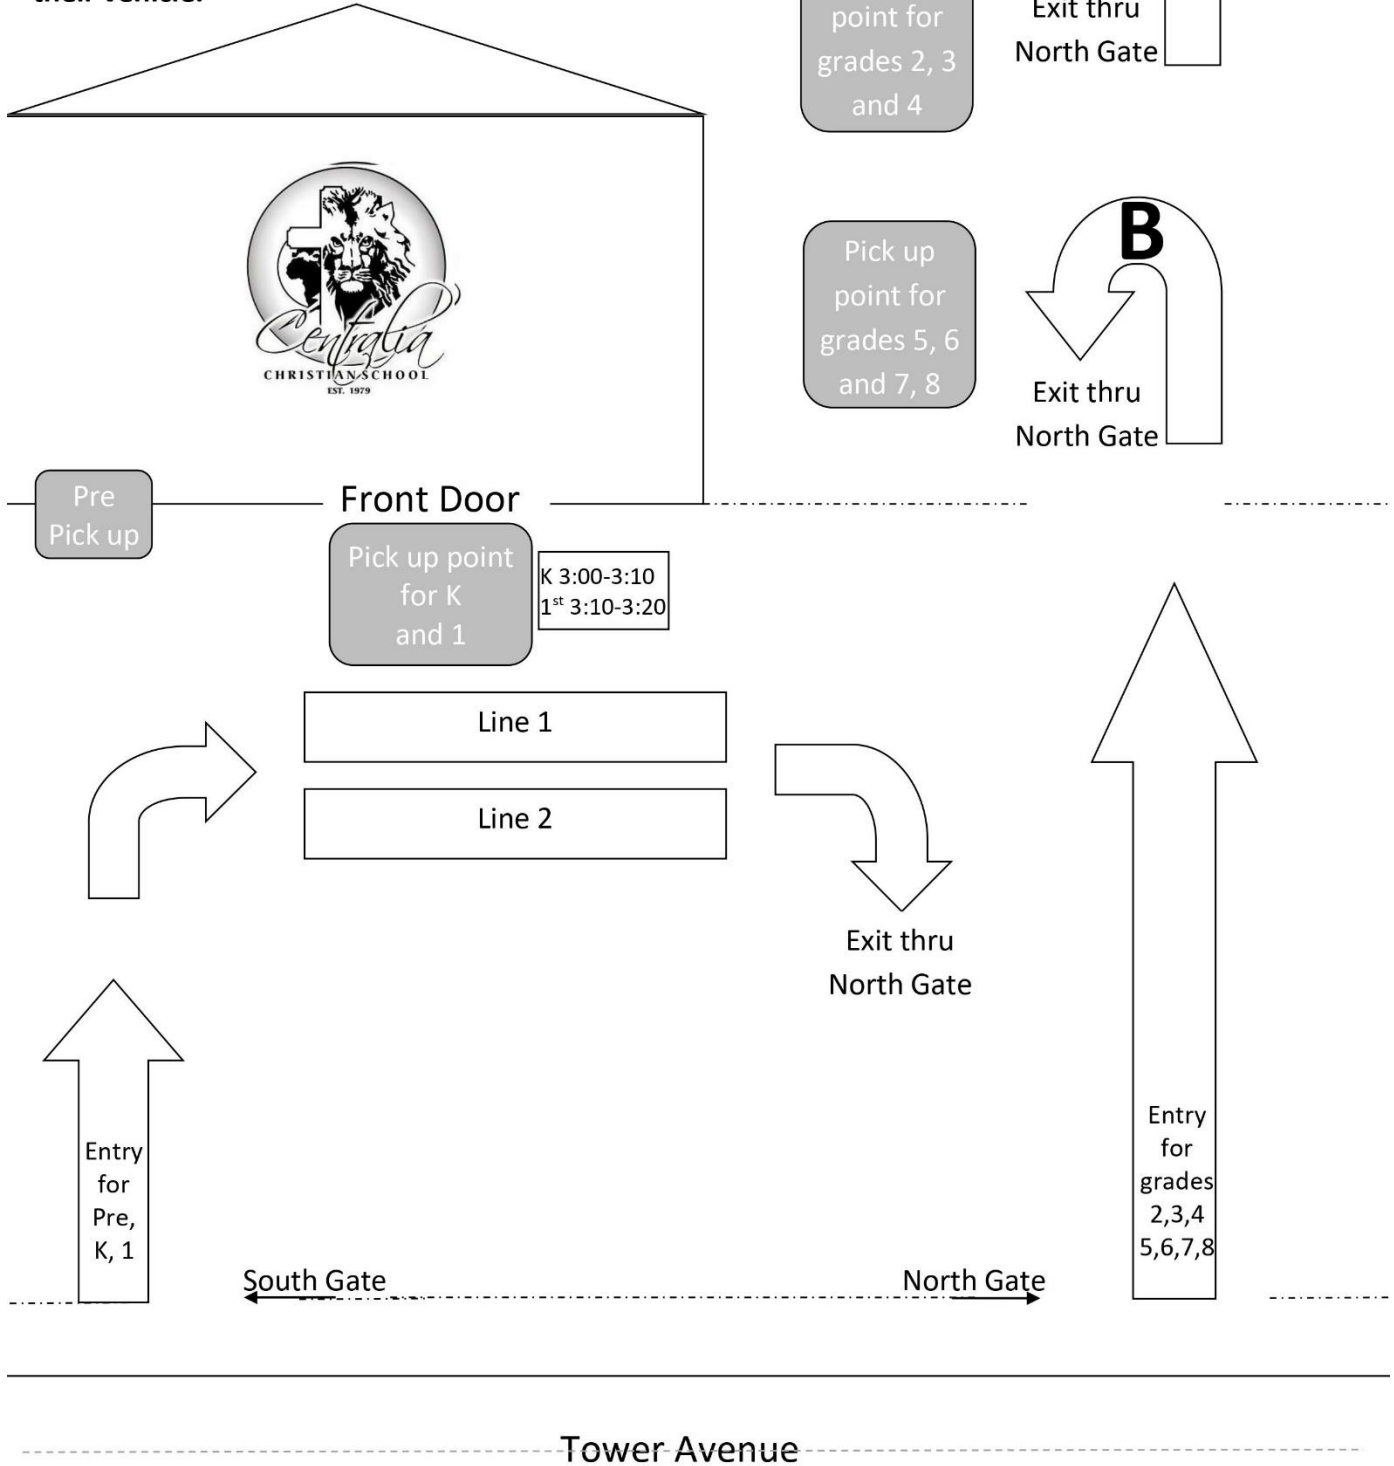 their vehicle.
point for
grades 2, 3
and 4
Exit thru
North Gate
Centralia
CHRISTIAN SCHOOL
EST. 1979
Pick up
point for
grades 5, 6
and 7, 8
B
Exit thru
North Gate
Pre
Pick up
Front Door
Pick up point
for K
and 1
K 3:00-3:10
1st 3:10-3:20
Line 1
Line 2
Exit thru
North Gate
Entry
for
Pre,
K, 1
Entry
for
grades
2,3,4
5,6,7,8
South Gate
North Gate
Tower Avenue